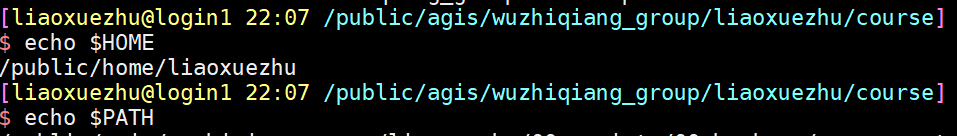 [liaoxuezhu@login1 22:07 /public/agis/wuzhiqiang_group/liaoxuezhu/course]
$ echo $HOME
/public/home/liaoxuezhu
[liaoxuezhu@login1 22:07 /public/agis/wuzhiqiang_group/liaoxuezhu/course]
$ echo $PATH